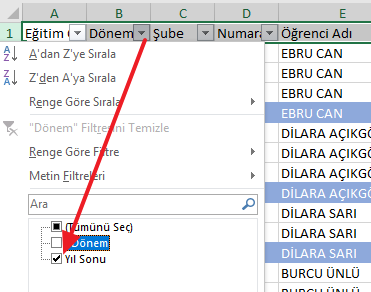 A B C D E
1 Eğitim Dönem Şube Numara Öğrenci Adı
A'dan Z'ye Sırala
Z'den A'ya Sırala
Renge Göre Sırala
"Dönem" Filtresini Temizle
Renge Göre Filtre
Metin Filtreleri
Ara
(Tümünü Seç)
Dönem
Yıl Sonu
EBRU CAN
EBRU CAN
EBRU CAN
EBRU CAN
DİLARA AÇIKGÖ
DİLARA AÇIKGÖ
DİLARA AÇIKGÖ
DİLARA AÇIKGÖ
DİLARA SARI
DİLARA SARI
DİLARA SARI
BURCU ÜNLÜ